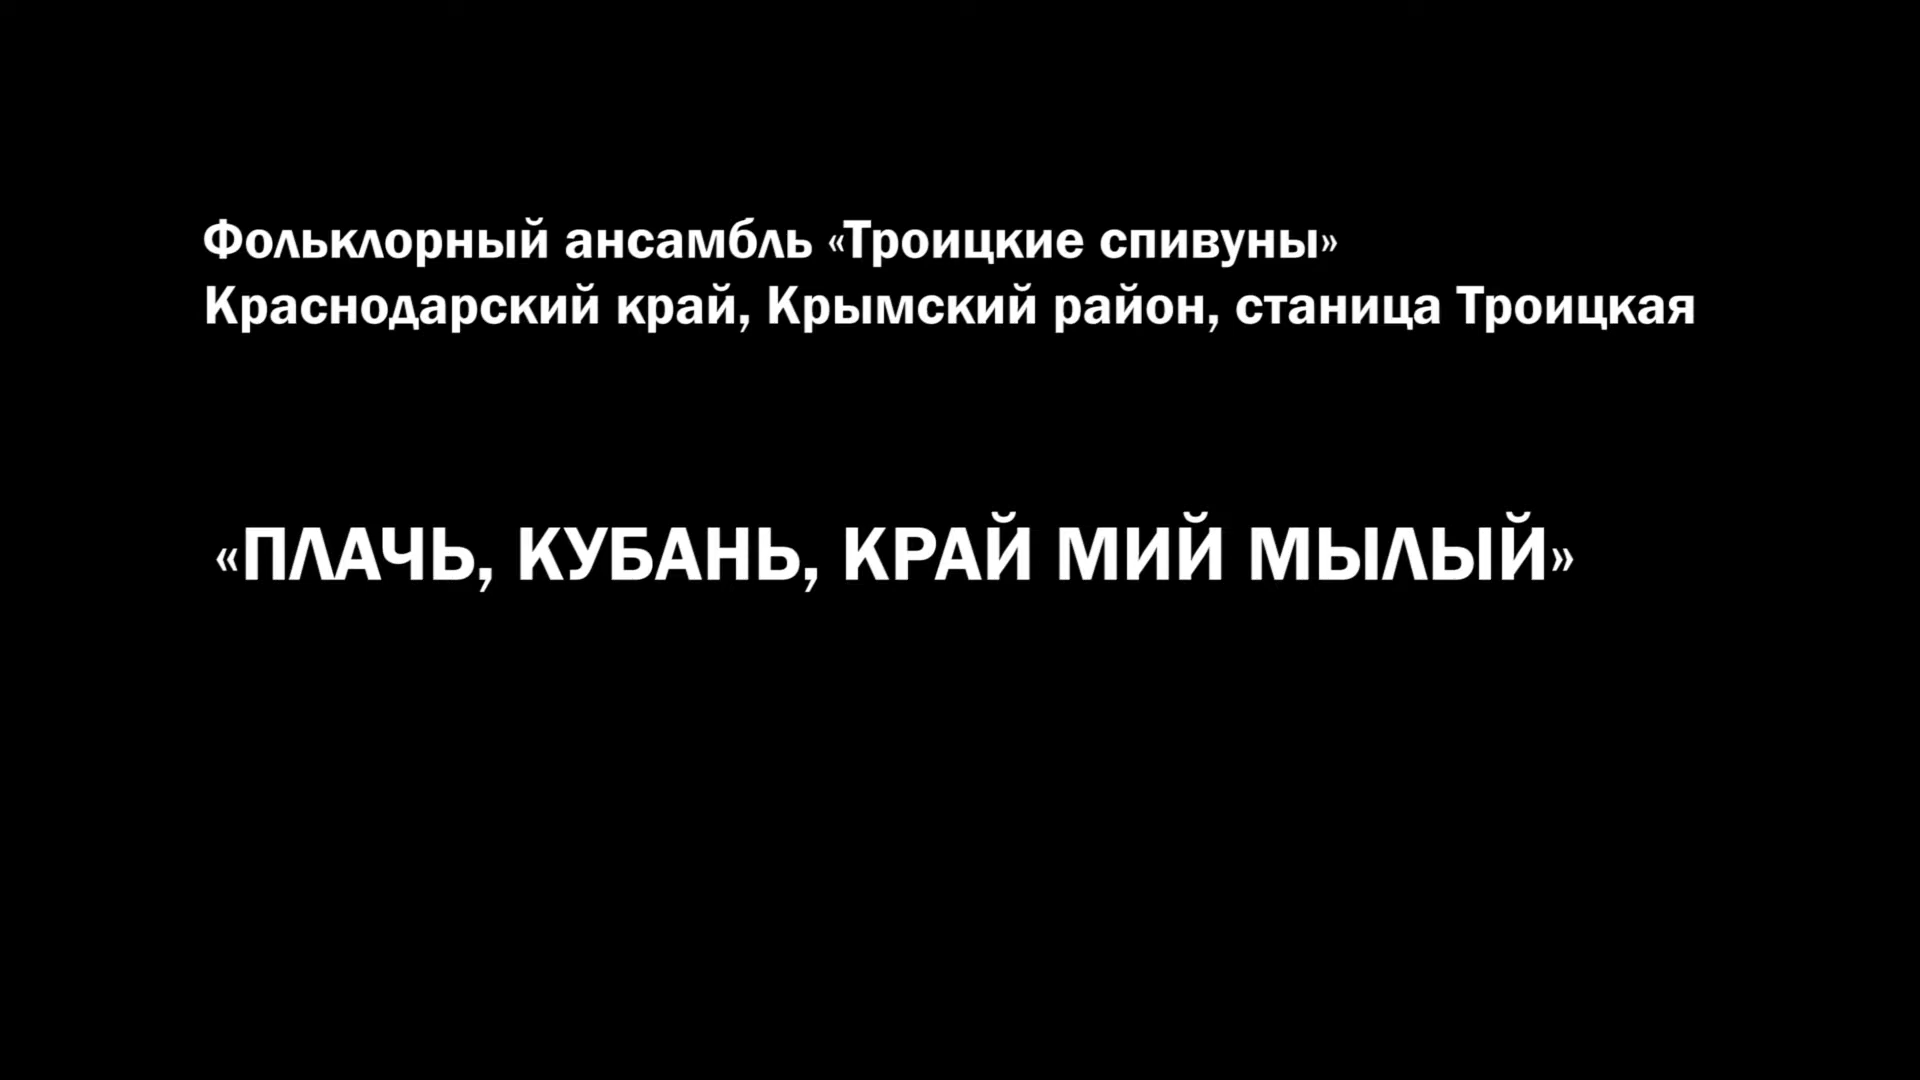 Фольклорный ансамбль «Троицкие спивуны»
Краснодарский край, Крымский район, станица Троицкая
«ПЛАЧЬ, КУБАНЬ, КРАЙ МИЙ МЫЛЫЙ»